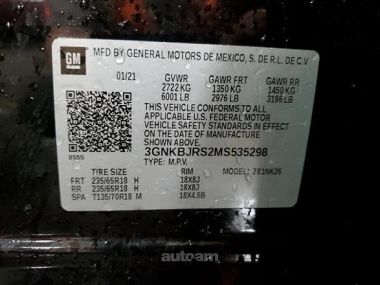 GM
MFD BY GENERAL MOTORS DE MEXICO, S. DE R.L. DE C.V.
01/21 GVWR GAWR FRT GAWR RR
2722 KG 1350 KG 1450 KG
6001 LB 2976 LB 3196 LB
THIS VEHICLE CONFORMS TO ALL APPLICABLE
U.S. FEDERAL MOTOR VEHICLE
SAFETY STANDARDS IN EFFECT
ON THE DATE OF MANUFACTURE
SHOWN ABOVE.
3GNKBJRS2MS535298
8555
TYPE: M.P.V. MODEL: 281NK26
TIRE SIZE RIM
FRT 235/65R18 H 18X8J
RR 235/65R18 H 18X8J
SPA T135/70R18 M 18X4.5B
autoam